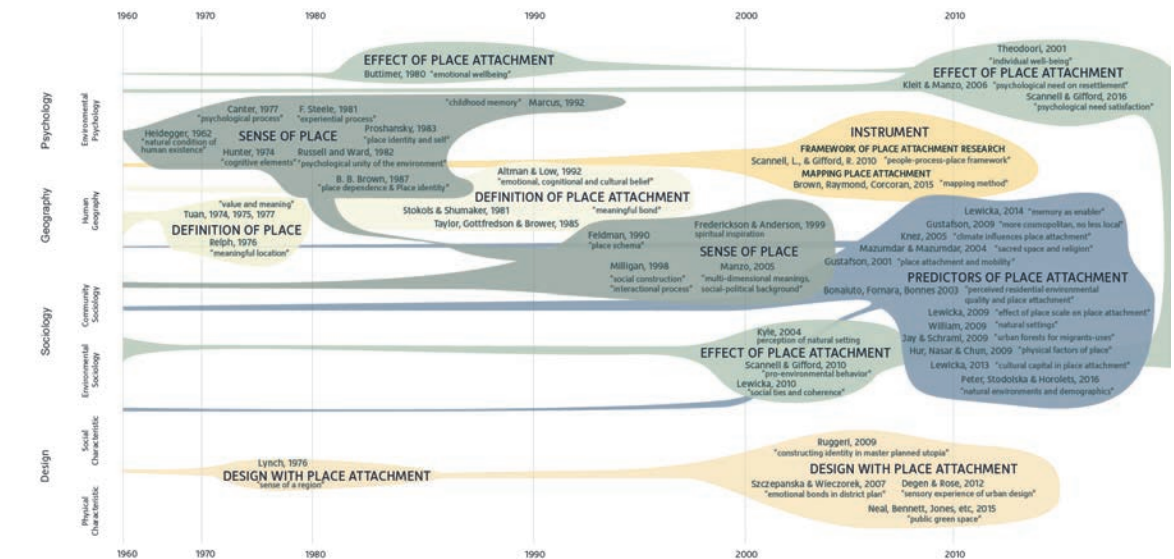 1960 1970 1980 1990 2000 2010
Psychology
Environmental
Psychology
Geography
Human
Geography
Sociology
Community
Sociology
Environmental
Sociology
Design
Social
Characteristic
Physical
Characteristic
EFFECT OF PLACE ATTACHMENT
Buttimer, 1980 "emotional wellbeing"
Theodoori, 2001
"individual well-being"
EFFECT OF PLACE ATTACHMENT
Kleit & Manzo, 2006 "psychological need on resettlement"
Scannell & Gifford, 2016
"psychological need satisfaction"
"childhood memory" Marcus, 1992
Canter, 1977
"psychological process"
F. Steele, 1981
"experiential process"
Heidegger, 1962
"natural condition of
human existence"
SENSE OF PLACE
Proshansky, 1983
"place identity and self"
Hunter, 1974
"cognitive elements"
Russell and Ward, 1982
"psychological unity of the environment"
B. B. Brown, 1987
"place dependence & Place identity"
INSTRUMENT
FRAMEWORK OF PLACE ATTACHMENT RESEARCH
Scannell, L., & Gifford, R. 2010 "people-process-place framework"
MAPPING PLACE ATTACHMENT
Brown, Raymond, Corcoran, 2015 "mapping method"
Altman & Low, 1992
"emotional, cognitional and cultural belief"
DEFINITION OF PLACE ATTACHMENT
Stokols & Shumaker, 1981
"meaningful bond"
Taylor, Gottfredson & Brower, 1985
"value and meaning"
Tuan, 1974, 1975, 1977
DEFINITION OF PLACE
Relph, 1976
"meaningful location"
Feldman, 1990
"place schema"
Frederickson & Anderson, 1999
spiritual inspiration
SENSE OF PLACE
Milligan, 1998
"social construction"
"interactional process"
Manzo, 2005
"multi-dimensional meanings,
social-political background"
Lewicka, 2014 "memory as enabler"
Gustafson, 2009 "more cosmopolitan, no less local"
Knez, 2005 "climate influences place attachment"
Mazumdar & Mazumdar, 2004 "sacred space and religion"
Gustafson, 2001 "place attachment and mobility"
PREDICTORS OF PLACE ATTACHMENT
Bonaiuto, Fornara, Bonnes 2003 "perceived residential environmental
quality and place attachment"
Lewicka, 2009 "effect of place scale on place attachment"
William, 2009 "natural settings"
Jay & Schraml, 2009 "urban forests for migrants-uses"
Hur, Nasar & Chun, 2009 "physical factors of place"
Lewicka, 2013 "cultural capital in place attachment"
Peter, Stodolska & Horolets, 2016
"natural environments and demographics"
Kyle, 2004
perception of natural setting
EFFECT OF PLACE ATTACHMENT
Scannell & Gifford, 2010
"pro-environmental behavior"
Lewicka, 2010
"social ties and coherence"
Lynch, 1976
DESIGN WITH PLACE ATTACHMENT
"sense of a region"
Ruggeri, 2009
"constructing identity in master planned utopia"
DESIGN WITH PLACE ATTACHMENT
Szczepanska & Wieczorek, 2007
"emotional bonds in district plan"
Degen & Rose, 2012
"sensory experience of urban design"
Neal, Bennett, Jones, etc, 2015
"public green space"
1960 1970 1980 1990 2000 2010